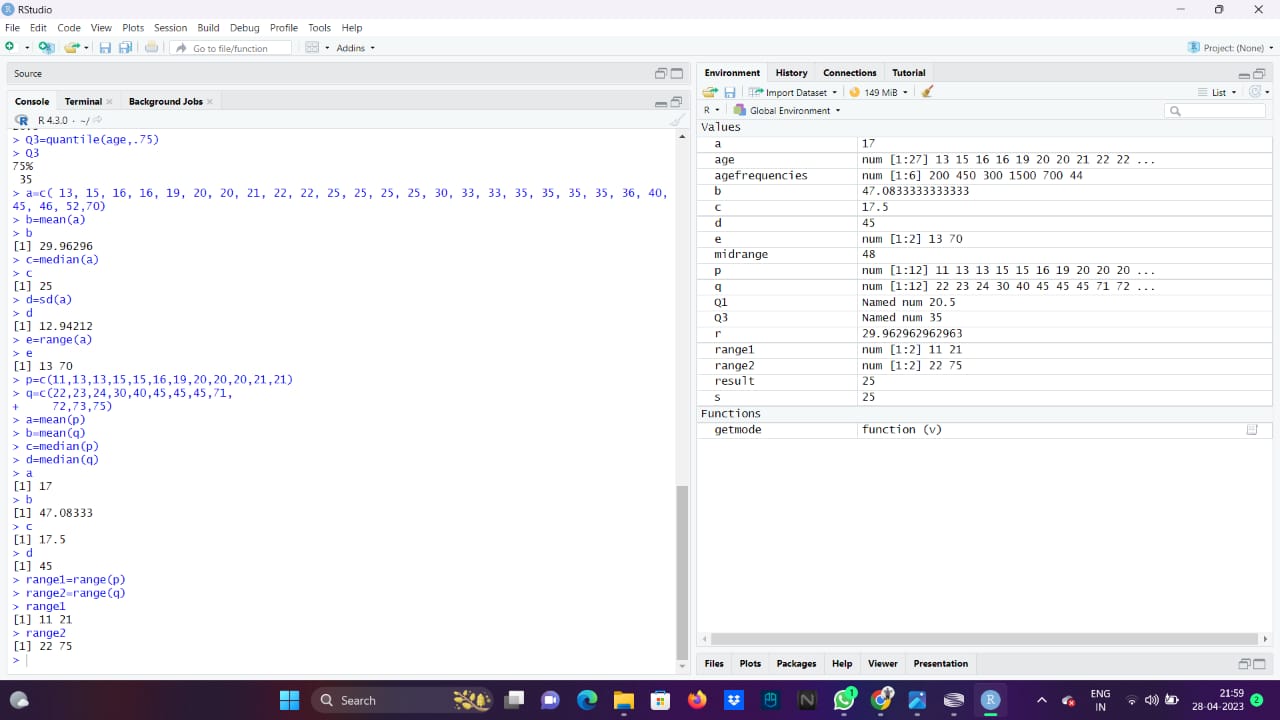 RStudio
File Edit Code View Plots Session Build Debug Profile Tools Help
Go to file/function Addins Project: (None)
Source
Console Terminal Background Jobs
R 4.3.0 · ~/
> Q3=quantile(age,.75)
> Q3
75%
35
> a=c( 13, 15, 16, 16, 19, 20, 20, 21, 22, 22, 25, 25, 25, 25, 30, 33, 33, 35, 35, 35, 35, 36, 40,
45, 46, 52,70)
> b=mean(a)
> b
[1] 29.96296
> c=median(a)
> c
[1] 25
> d=sd(a)
> d
[1] 12.94212
> e=range(a)
> e
[1] 13 70
> p=c(11,13,13,15,15,16,19,20,20,20,21,21)
> q=c(22,23,24,30,40,45,45,45,71,
+ 72,73,75)
> a=mean(p)
> b=mean(q)
> c=median(p)
> d=median(q)
> a
[1] 17
> b
[1] 47.08333
> c
[1] 17.5
> d
[1] 45
> range1=range(p)
> range2=range(q)
> range1
[1] 11 21
> range2
[1] 22 75
>
Environment History Connections Tutorial
Import Dataset 149 MiB List
R Global Environment
Values
a 17
age num [1:27] 13 15 16 16 19 20 20 21 22 22 ...
agefrequencies num [1:6] 200 450 300 1500 700 44
b 47.0833333333333
c 17.5
d 45
e num [1:2] 13 70
midrange 48
p num [1:12] 11 13 13 15 15 16 19 20 20 20 ...
q num [1:12] 22 23 24 30 40 45 45 45 71 72 ...
Q1 Named num 20.5
Q3 Named num 35
r 29.962962962963
range1 num [1:2] 11 21
range2 num [1:2] 22 75
result 25
s 25
Functions
getmode function (v)
Files Plots Packages Help Viewer Presentation
Search
1
ENG
IN
21:59
28-04-2023
2